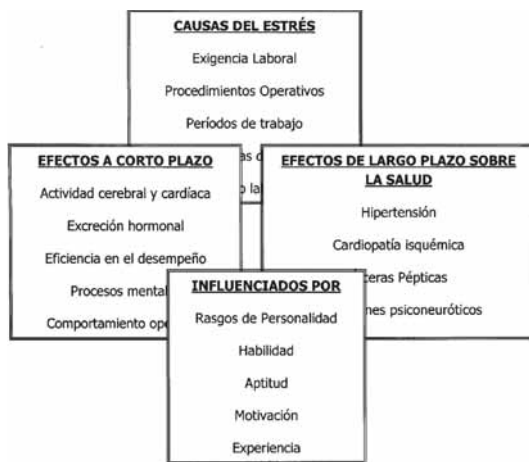 CAUSAS DEL ESTRÉS
Exigencia Laboral
Procedimientos Operativos
Períodos de trabajo
EFECTOS A CORTO PLAZO
Actividad cerebral y cardíaca
Excreción hormonal
Eficiencia en el desempeño
Procesos
Comportamiento
EFECTOS DE LARGO PLAZO SOBRE
LA SALUD
Hipertensión
Cardiopatía isquémica
Pépticas
psiconeuróticos
INFLUENCIADOS POR
Rasgos de Personalidad
Habilidad
Aptitud
Motivación
Experiencia